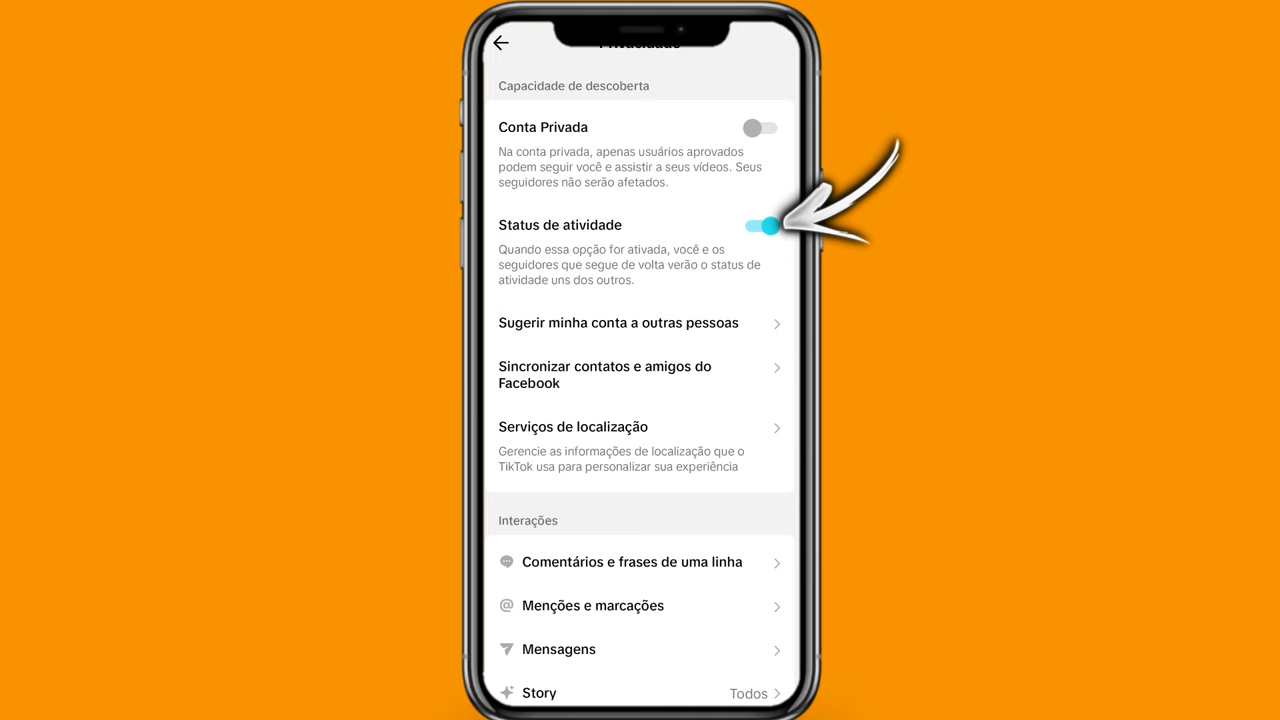 Privacidade
Capacidade de descoberta
Conta Privada
Na conta privada, apenas usuários aprovados
podem seguir você e assistir a seus vídeos. Seus
seguidores não serão afetados.
Status de atividade
Quando essa opção for ativada, você e os
seguidores que segue de volta verão o status de
atividade uns dos outros.
Sugerir minha conta a outras pessoas
Sincronizar contatos e amigos do
Facebook
Serviços de localização
Gerencie as informações de localização que o
TikTok usa para personalizar sua experiência
Interações
Comentários e frases de uma linha
@ Menções e marcações
Mensagens
Story Todos